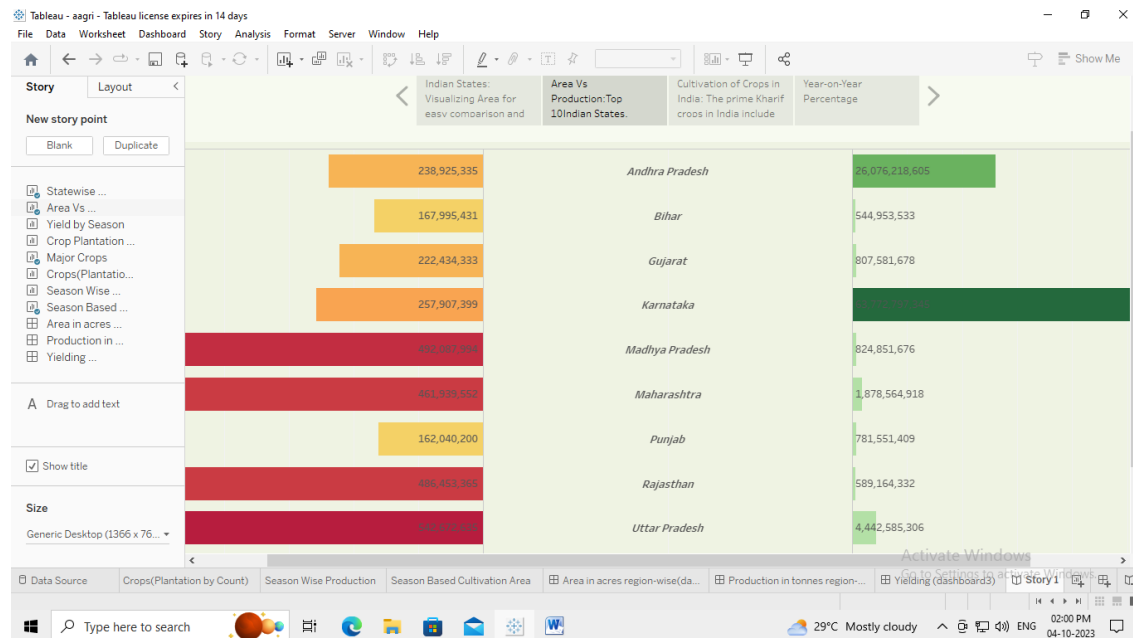 Tableau - aagri - Tableau license expires in 14 days
File Data Worksheet Dashboard Story Analysis Format Server Window Help
Show Me
Story Layout
New story point
Blank Duplicate
Statewise ...
Area Vs ...
Yield by Season
Crop Plantation ...
Major Crops
Crops(Plantatio...
Season Wise ...
Season Based ...
Area in acres ...
Production in ...
Yielding ...
A Drag to add text
Show title
Size
Generic Desktop (1366 x 76...
Indian States:
Visualizing Area for
easy comparison and
Area Vs
Production:Top
10Indian States.
Cultivation of Crops in
India: The prime Kharif
crops in India include
Year-on-Year
Percentage
238,925,335 Andhra Pradesh 26,076,218,605
167,995,431 Bihar 544,953,533
222,434,333 Gujarat 807,581,678
257,907,399 Karnataka
Madhya Pradesh 824,851,676
461,939,552 Maharashtra 1,878,564,918
162,040,200 Punjab 781,551,409
486,453,365 Rajasthan 589,164,332
Uttar Pradesh 4,442,585,306
Activate Windows
Go to Settings to activate Windows.
Data Source Crops(Plantation by Count) Season Wise Production Season Based Cultivation Area Area in acres region-wise(da... Production in tonnes region-... Yielding (dashboard3) Story 1
Type here to search
29°C Mostly cloudy
ENG
02:00 PM
04-10-2023